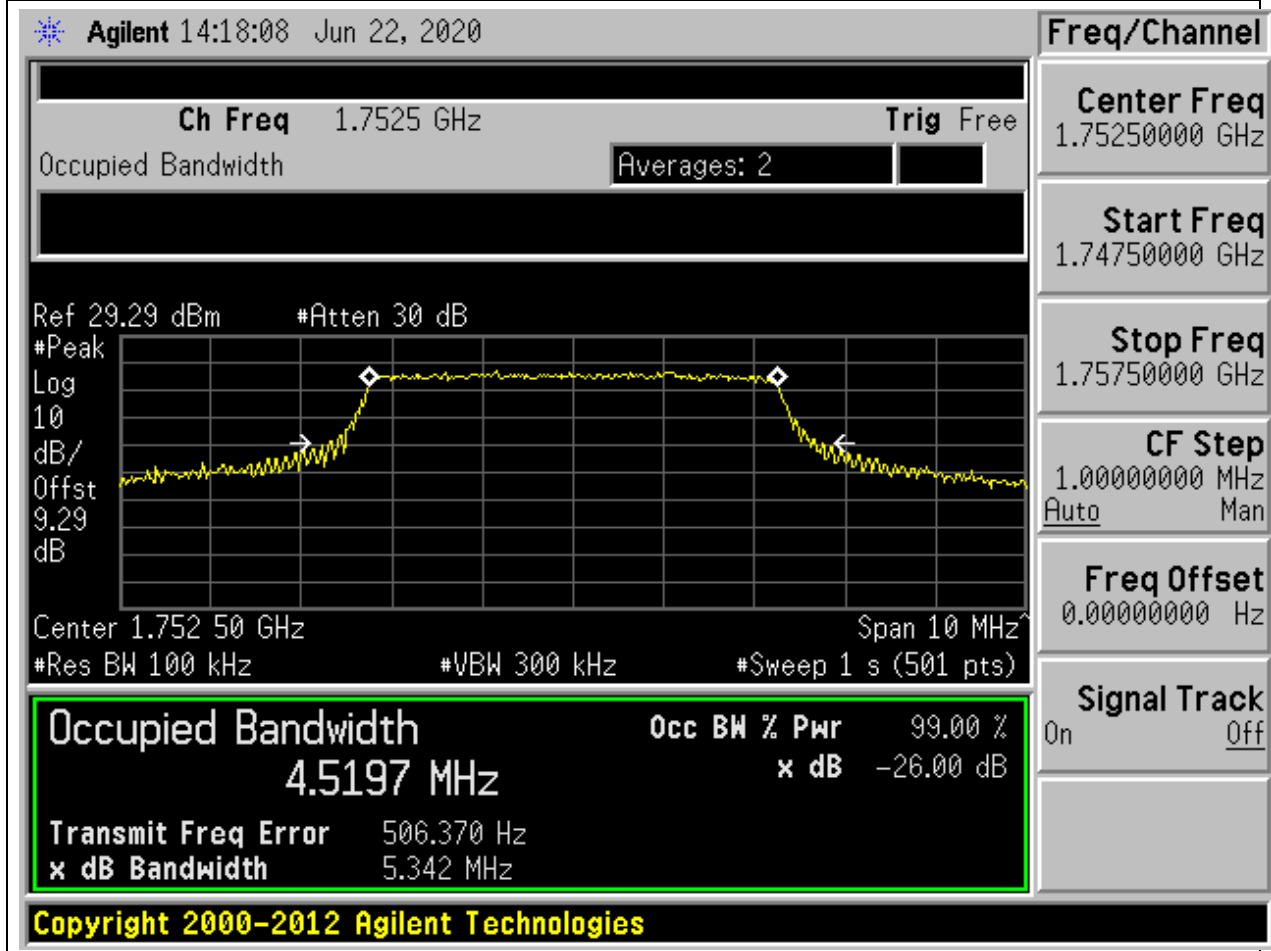 Agilent 14:18:08 Jun 22, 2020
Freq/Channel
Ch Freq 1.7525 GHz Trig Free
Occupied Bandwidth Averages: 2
Ref 29.29 dBm #Atten 30 dB
#Peak
Log
10
dB/
Offst
9.29
dB
Center 1.752 50 GHz Span 10 MHz^
#Res BW 100 kHz #VBW 300 kHz #Sweep 1 s (501 pts)
Occupied Bandwidth Occ BW % Pwr 99.00 %
4.5197 MHz x dB -26.00 dB
Transmit Freq Error 506.370 Hz
x dB Bandwidth 5.342 MHz
Center Freq
1.75250000 GHz
Start Freq
1.74750000 GHz
Stop Freq
1.75750000 GHz
CF Step
1.00000000 MHz
Auto Man
Freq Offset
0.00000000 Hz
Signal Track
On Off
Copyright 2000-2012 Agilent Technologies